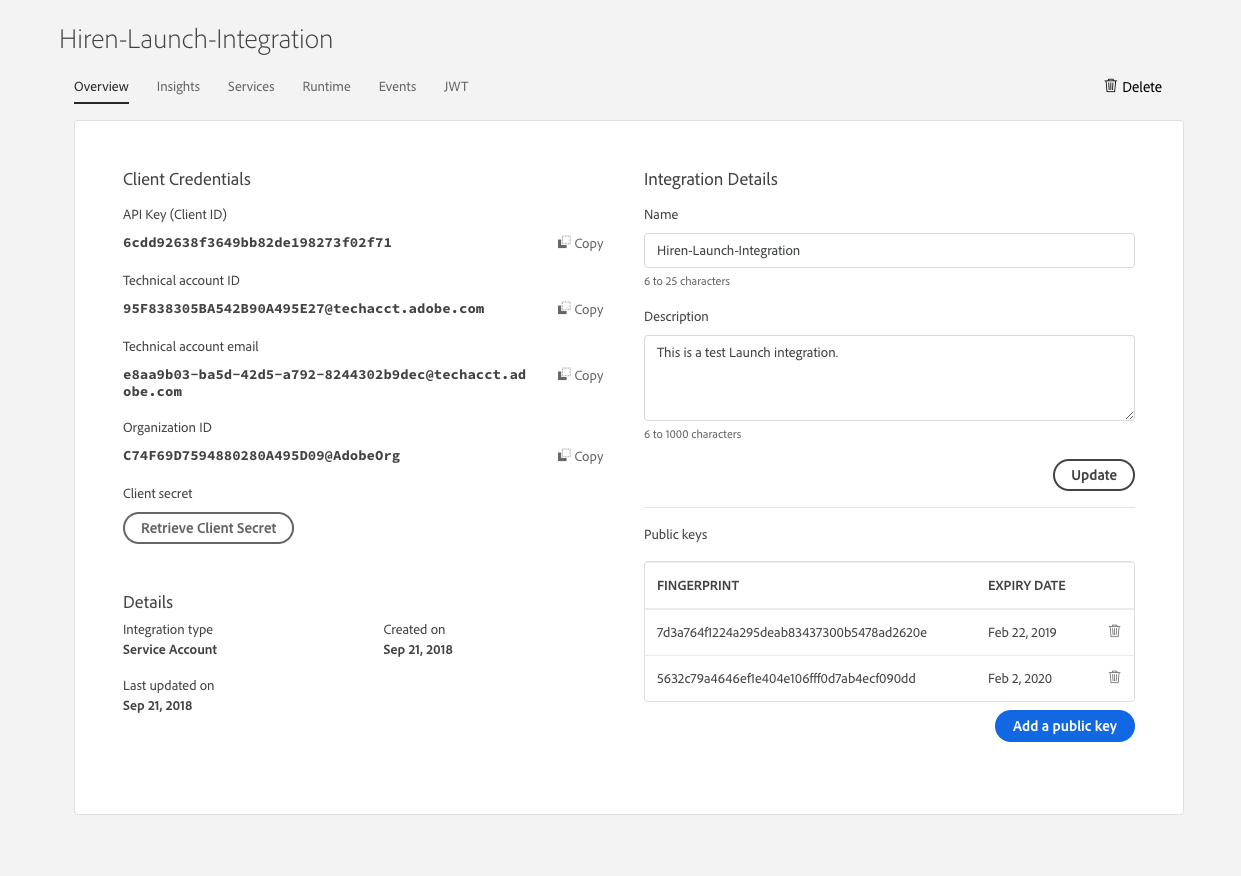 Hiren-Launch-Integration
Overview Insights Services Runtime Events JWT Delete
Client Credentials
API Key (Client ID)
6cdd92638f3649bb82de198273f02f71 Copy
Technical account ID
95F838305BA542B90A495E27@techacct.adobe.com Copy
Technical account email
e8aa9b03-ba5d-42d5-a792-8244302b9dec@techacct.ad Copy
obe.com
Organization ID
C74F69D7594880280A495D09@AdobeOrg Copy
Client secret
Retrieve Client Secret
Details
Integration type
Service Account
Created on
Sep 21, 2018
Last updated on
Sep 21, 2018
Integration Details
Name
Hiren-Launch-Integration
6 to 25 characters
Description
This is a test Launch integration.
6 to 1000 characters
Update
Public keys
FINGERPRINT EXPIRY DATE
7d3a764f1224a295deab83437300b5478ad2620e Feb 22, 2019
5632c79a4646ef1e404e106fff0d7ab4ecf090dd Feb 2, 2020
Add a public key